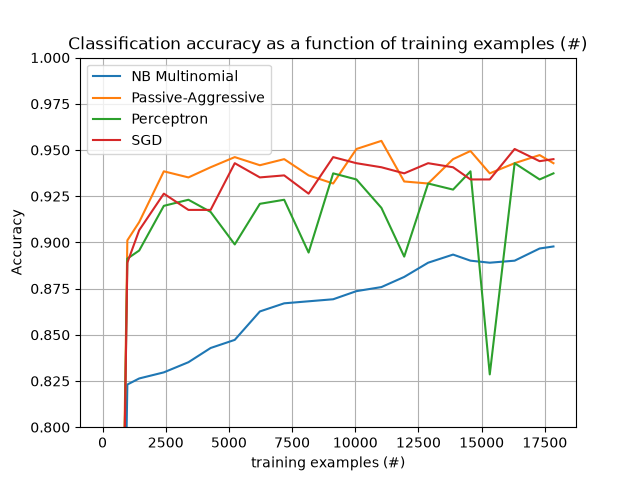 Classification accuracy as a function of training examples (#)
1.000
0.975
0.950
0.925
0.900
0.875
0.850
0.825
0.800
Accuracy
NB Multinomial
Passive-Aggressive
Perceptron
SGD
0 2500 5000 7500 10000 12500 15000 17500
training examples (#)